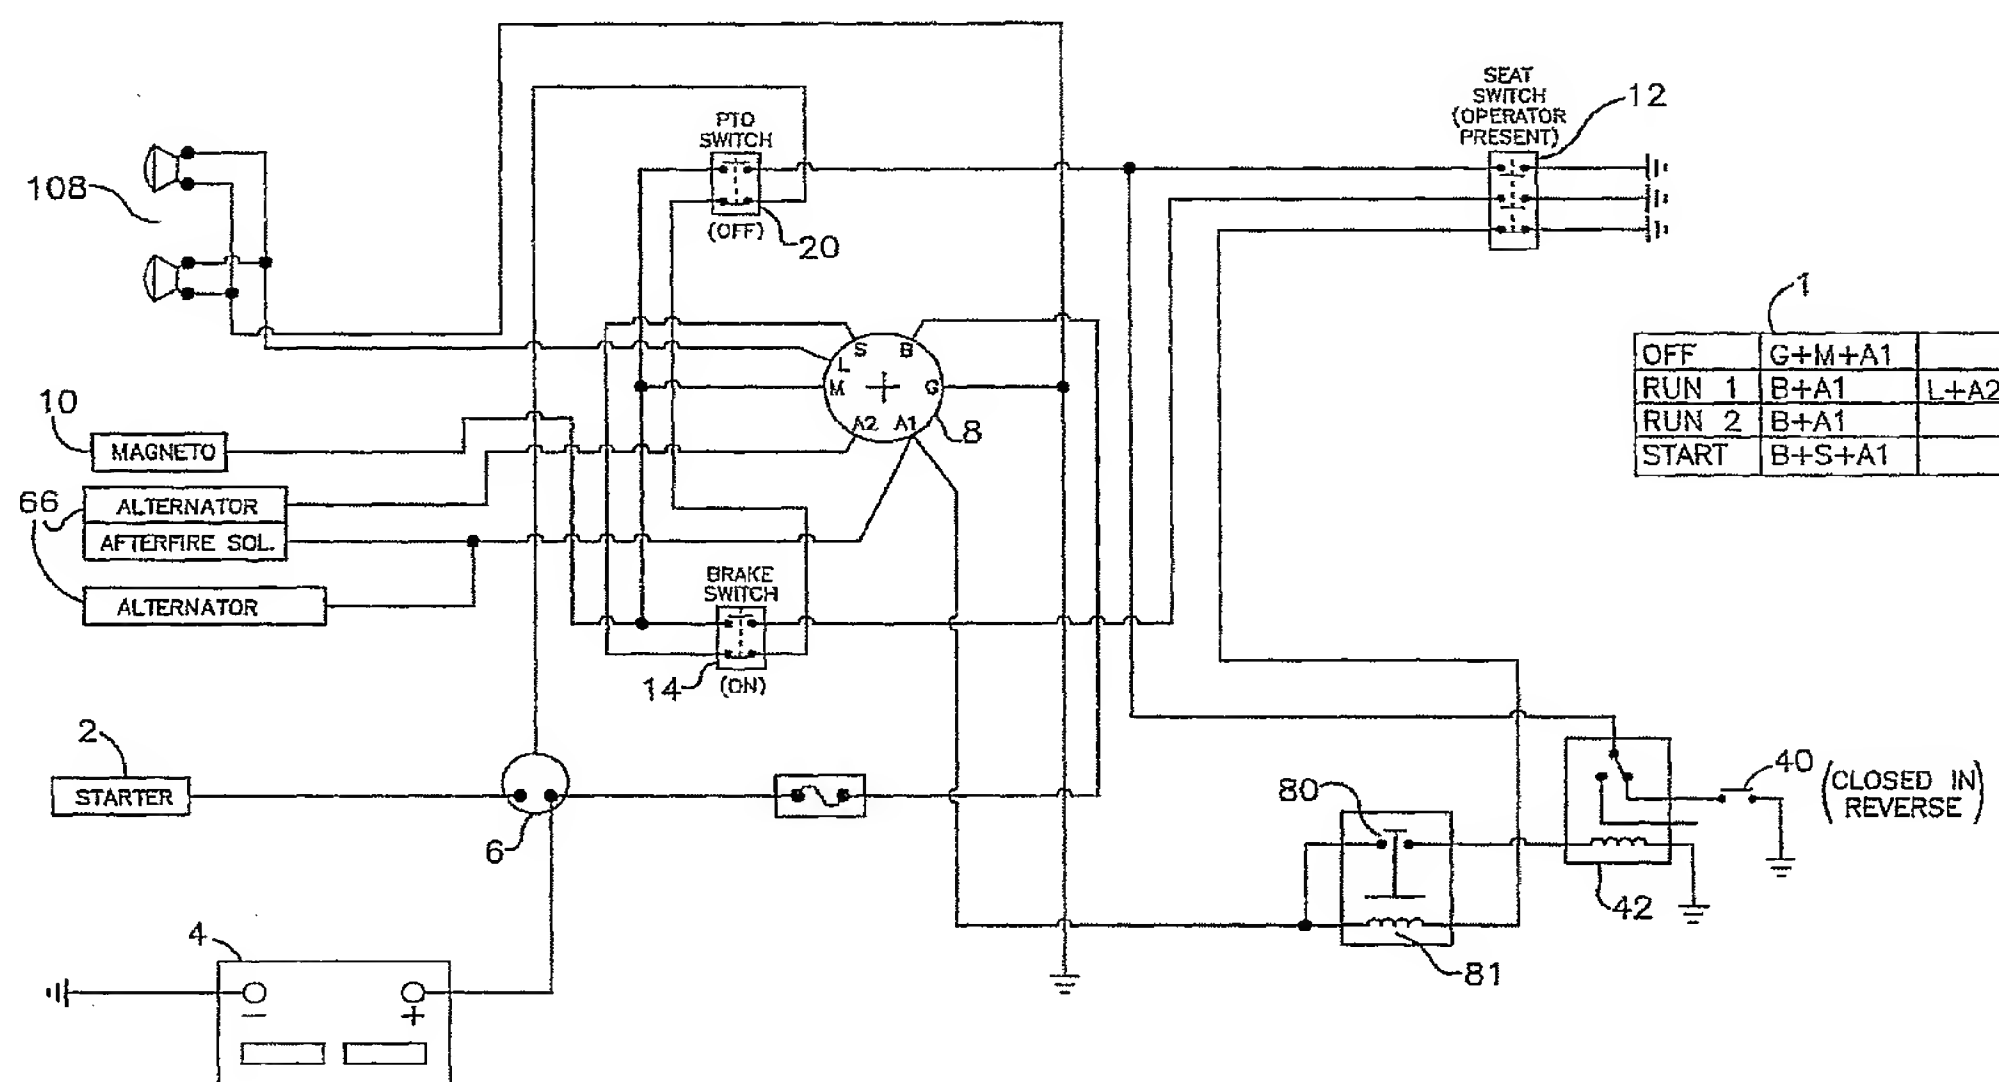 SEAT
SWITCH
(OPERATOR
PRESENT)
12
PTO
SWITCH
(OFF)
20
108
1
OFF G+M+A1
RUN 1 B+A1 L+A2
RUN 2 B+A1
START B+S+A1
S B
L
M G
A2 A1
8
10
MAGNETO
66
ALTERNATOR
AFTERFIRE SOL.
ALTERNATOR
BRAKE
SWITCH
14
(ON)
2
STARTER
6
40
(CLOSED IN
REVERSE)
80
42
81
4
− +